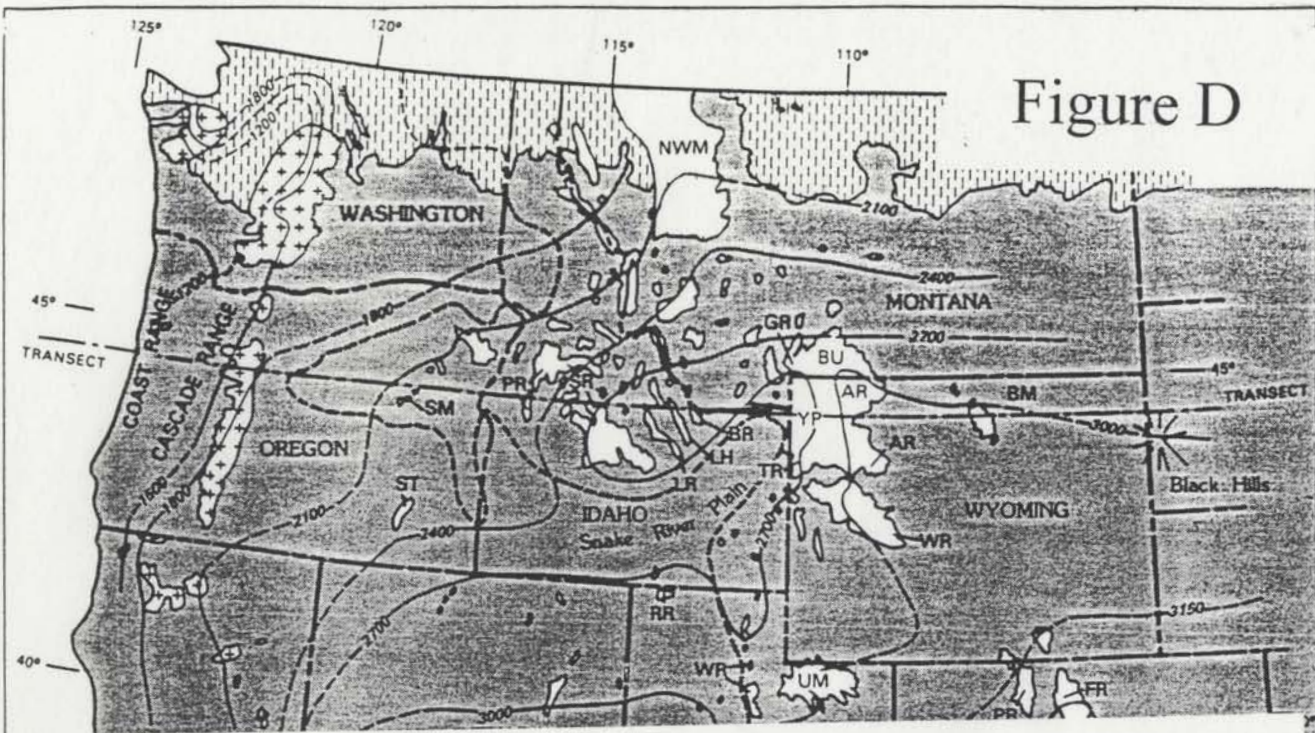 125°
120°
115°
110°
Figure D
1800
1200
NWM
WASHINGTON
2100
1200
2400
45°
1800
MONTANA
COAST RANGE
CASCADE RANGE
TRANSECT
GR
2700
BU
45°
PR
SR
AR
BM
TRANSECT
SM
YP
3000
OREGON
BR
AR
LH
TR
ST
LR
Black Hills
1500
1800
2100
IDAHO
Snake River Plain
WYOMING
2400
2700
WR
2700
RR
3150
40°
WR
UM
FR
3000
PR